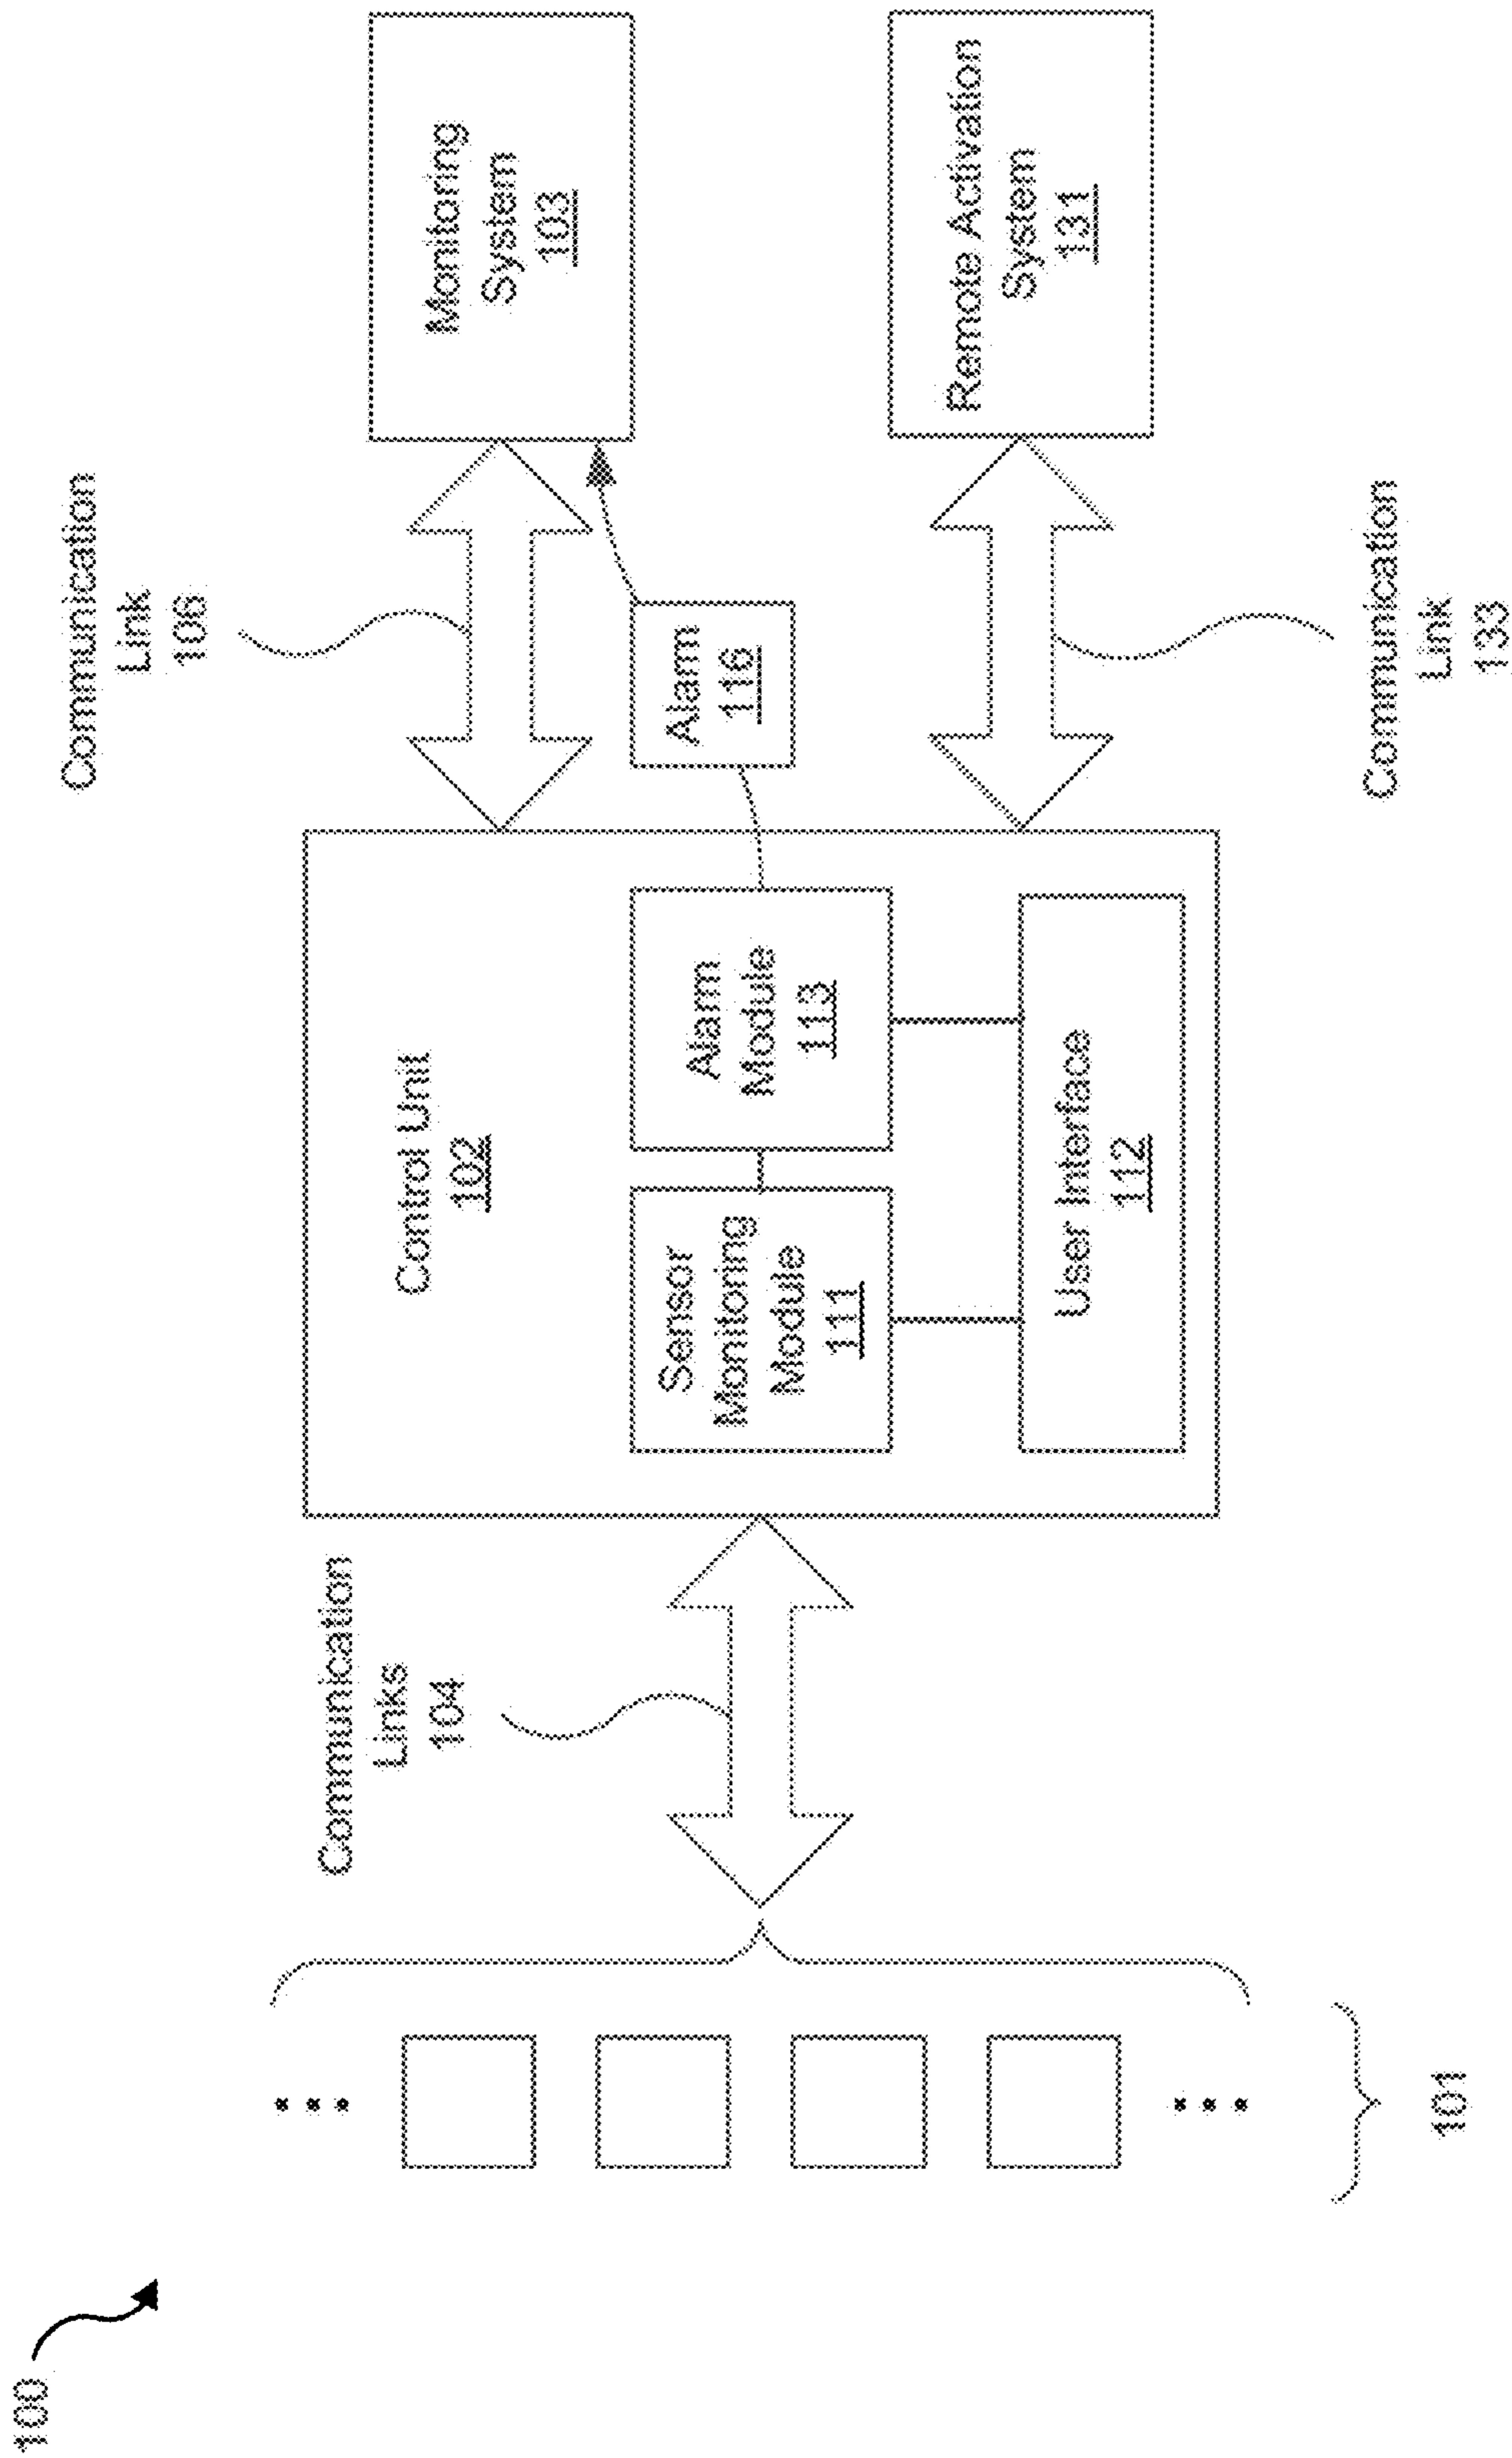 100
Communication
Link
106
Communication
Links
104
Control Unit
102
Monitoring
System
103
Sensor
Monitoring
Module
111
Alarm
Module
113
Alarm
116
User Interface
112
Remote Activation
System
131
Communication
Link
133
101